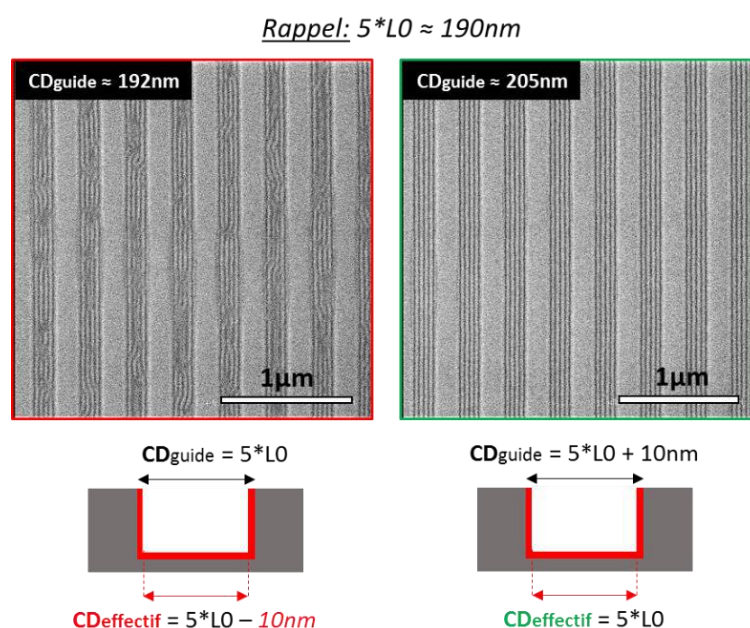 Rappel: 5*L0 ≈ 190nm
CDguide ≈ 192nm
CDguide ≈ 205nm
1µm
1µm
CDguide = 5*L0
CDguide = 5*L0 + 10nm
CDeffectif = 5*L0 – 10nm
CDeffectif = 5*L0